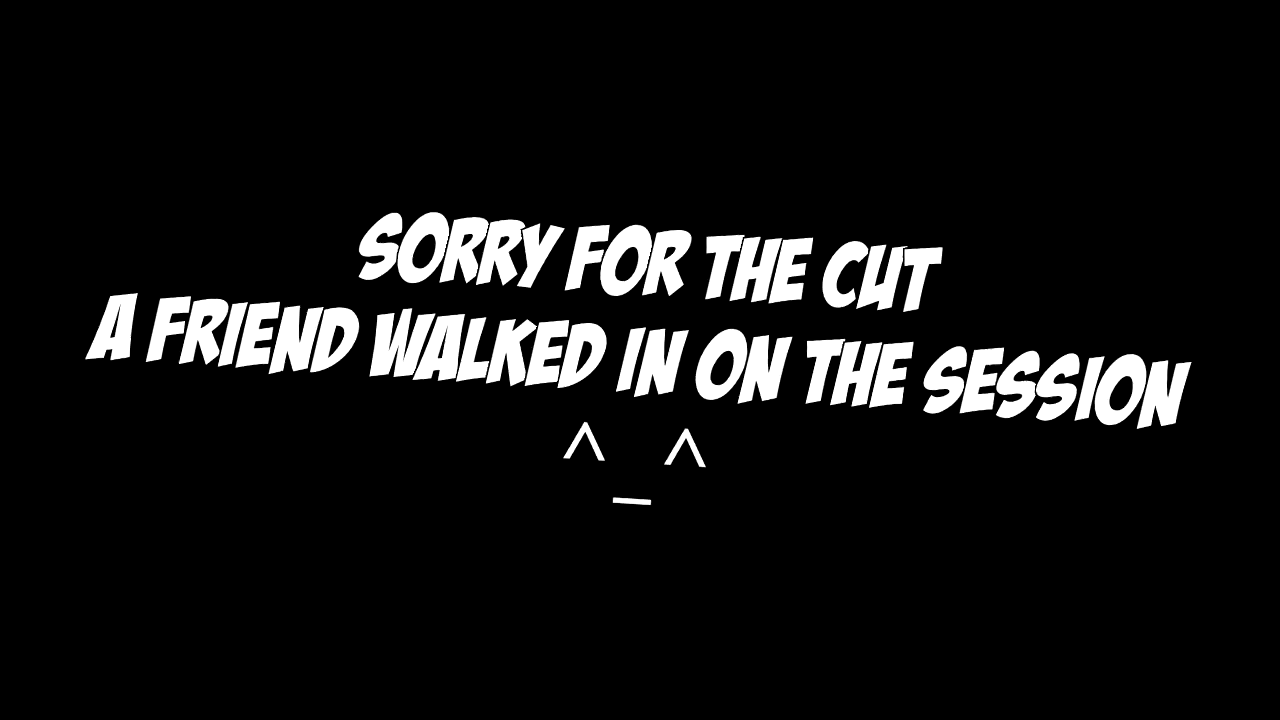 SORRY FOR THE CUT
A FRIEND WALKED IN ON THE SESSION
^_^